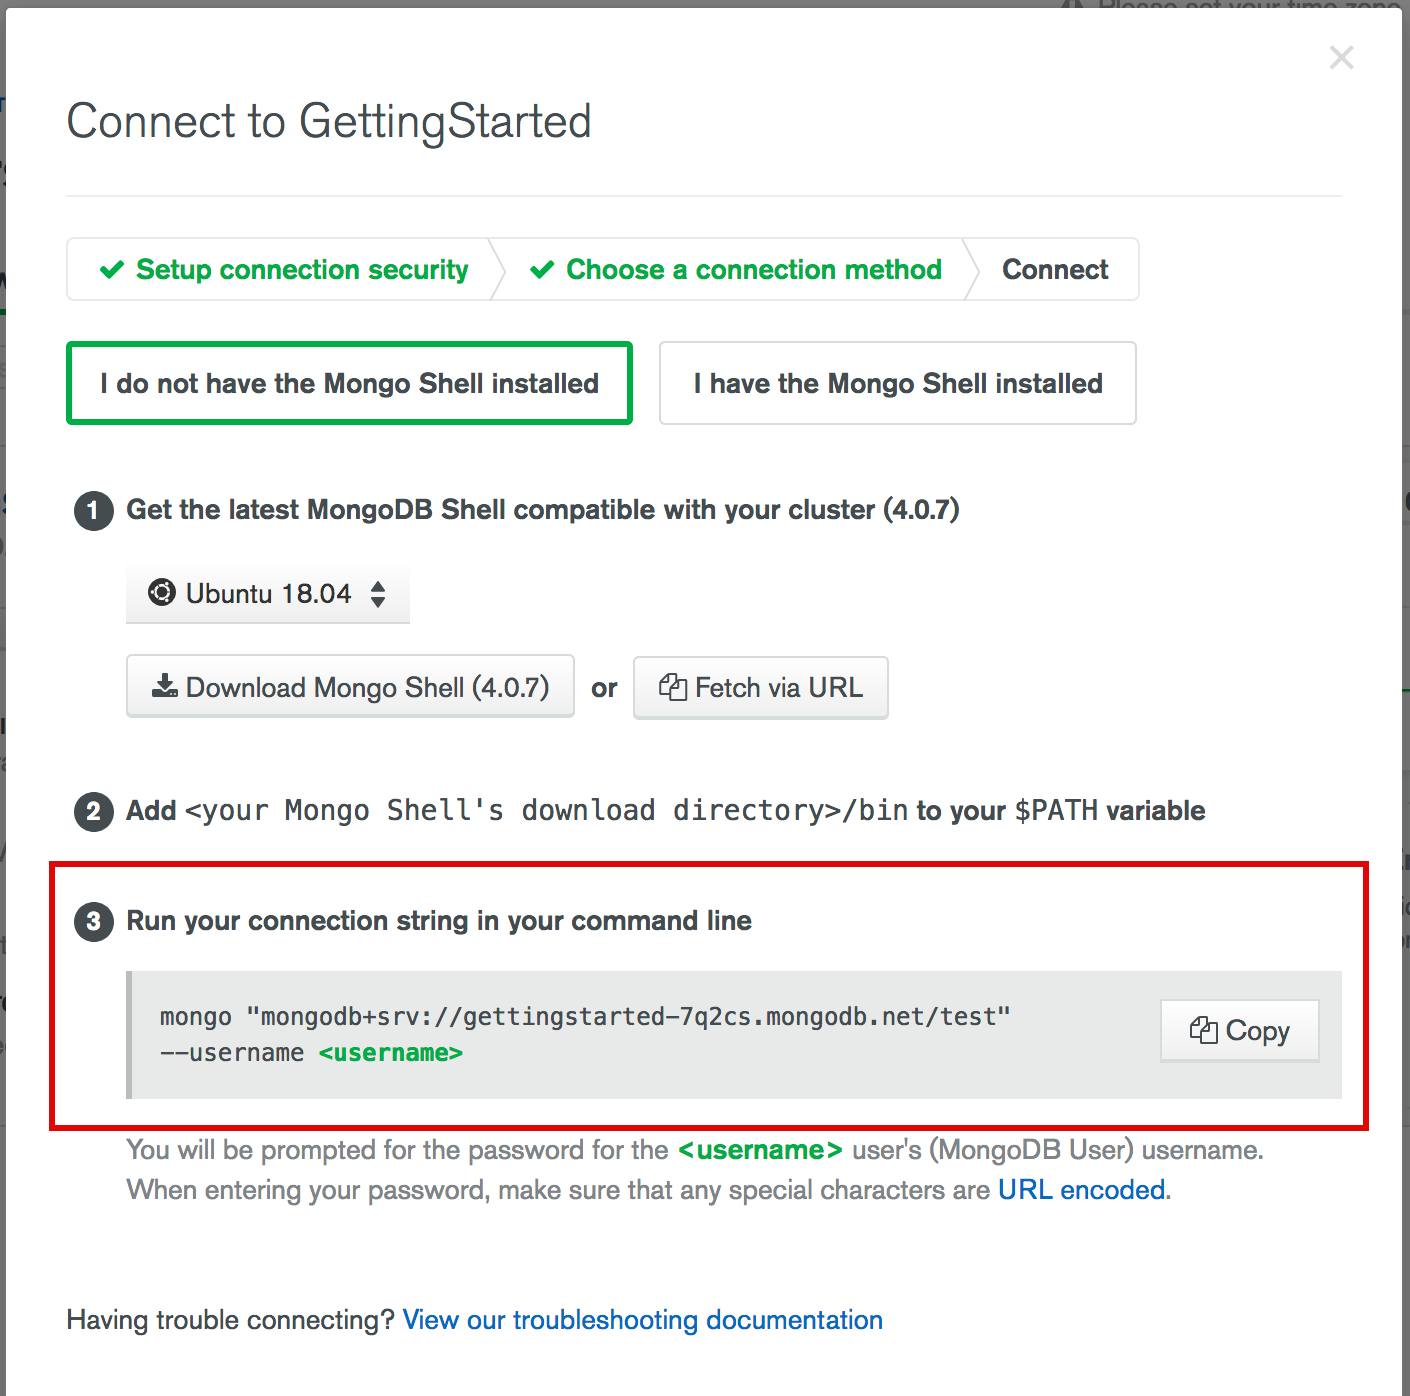 Please set your time zone
Connect to GettingStarted
Setup connection security
Choose a connection method
Connect
I do not have the Mongo Shell installed
I have the Mongo Shell installed
1 Get the latest MongoDB Shell compatible with your cluster (4.0.7)
Ubuntu 18.04
Download Mongo Shell (4.0.7) or Fetch via URL
2 Add <your Mongo Shell's download directory>/bin to your $PATH variable
3 Run your connection string in your command line
mongo "mongodb+srv://gettingstarted-7q2cs.mongodb.net/test"
--username <username>
Copy
You will be prompted for the password for the <username> user's (MongoDB User) username.
When entering your password, make sure that any special characters are URL encoded.
Having trouble connecting? View our troubleshooting documentation